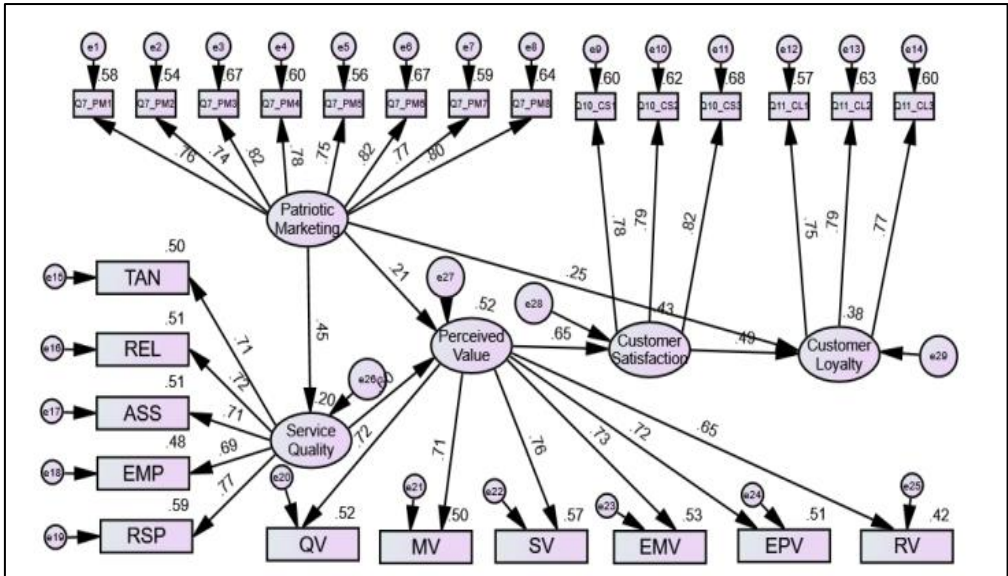 e1 e2 e3 e4 e5 e6 e7 e8 e9 e10 e11 e12 e13 e14
.58 .54 .67 .60 .56 .67 .59 .64 .60 .62 .68 .57 .63 .60
Q7_PM1 Q7_PM2 Q7_PM3 Q7_PM4 Q7_PM5 Q7_PM6 Q7_PM7 Q7_PM8 Q10_CS1 Q10_CS2 Q10_CS3 Q11_CL1 Q11_CL2 Q11_CL3
.76 .74 .82 .78 .75 .82 .77 .80
.78 .79 .82 .75 .79 .77
Patriotic
Marketing
.50
e15 TAN
.51
e16 REL
.51
e17 ASS
.48
e18 EMP
.59
e19 RSP
.71
.72
.71
.69
.77
.45
.21
.25
e27
.52
Perceived
Value
.65
e28
.43
Customer
Satisfaction
.49
.38
Customer
Loyalty
e29
e26
.20
Service
Quality
.72 .71 .76 .73 .72 .65
e20 e21 e22 e23 e24 e25
.52 .50 .57 .53 .51 .42
QV MV SV EMV EPV RV